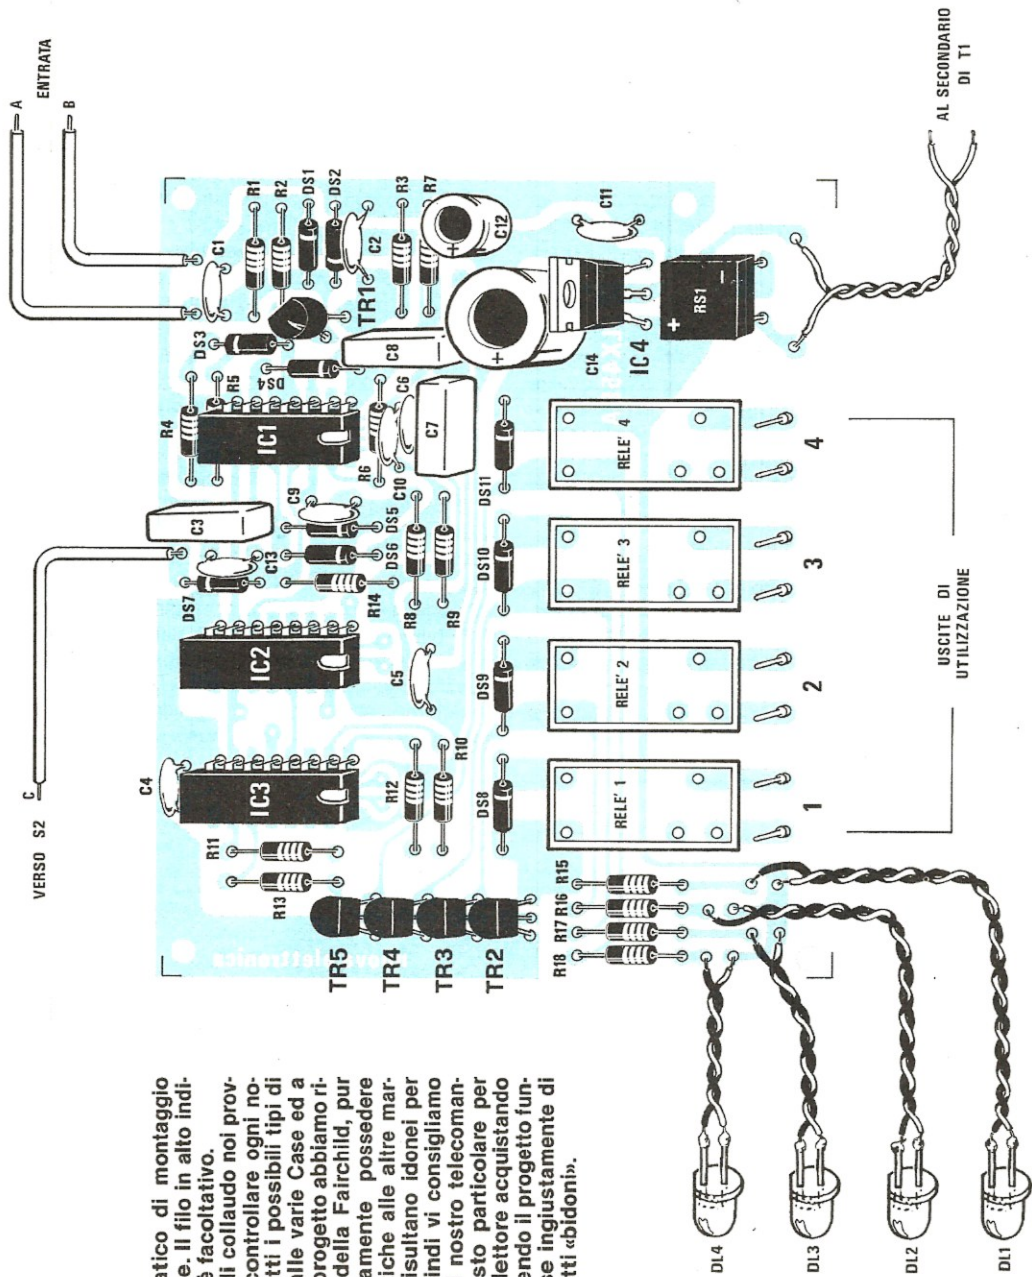 A
ENTRATA
B
VERSO S2
C
C1
R1
R2
DS1
DS2
C2
TR1
R3
R7
C12
C11
DS3
DS4
C8
C14
IC4
+
RS1
-
+
+
AL SECONDARIO
DI T1
R4
R5
IC1
R6
C6
C10
C7
DS11
C3
C9
DS5
DS6
C13
DS7
R14
R8
R9
DS10
IC2
C5
DS9
C4
IC3
R12
R10
DS8
R11
R13
TR5
TR4
TR3
TR2
RELE' 4
RELE' 3
RELE' 2
RELE' 1
4
3
2
1
USCITE DI
UTILIZZAZIONE
R15
R16
R17
R18
DL4
DL3
DL2
DL1
atico di montaggio
e. Il filo in alto indi-
è facoltativo.
di collaudo noi prov-
controllare ogni no-
tti i possibili tipi di
alle varie Case ed a
progetto abbiamo ri-
della Fairchild, pur
amente possedere
iche alle altre mar-
isultano idonei per
indi vi consigliamo
nostro telecoman-
sto particolare per
lettore acquistando
endo il progetto fun-
se ingiustamente di
tti «bidoni».